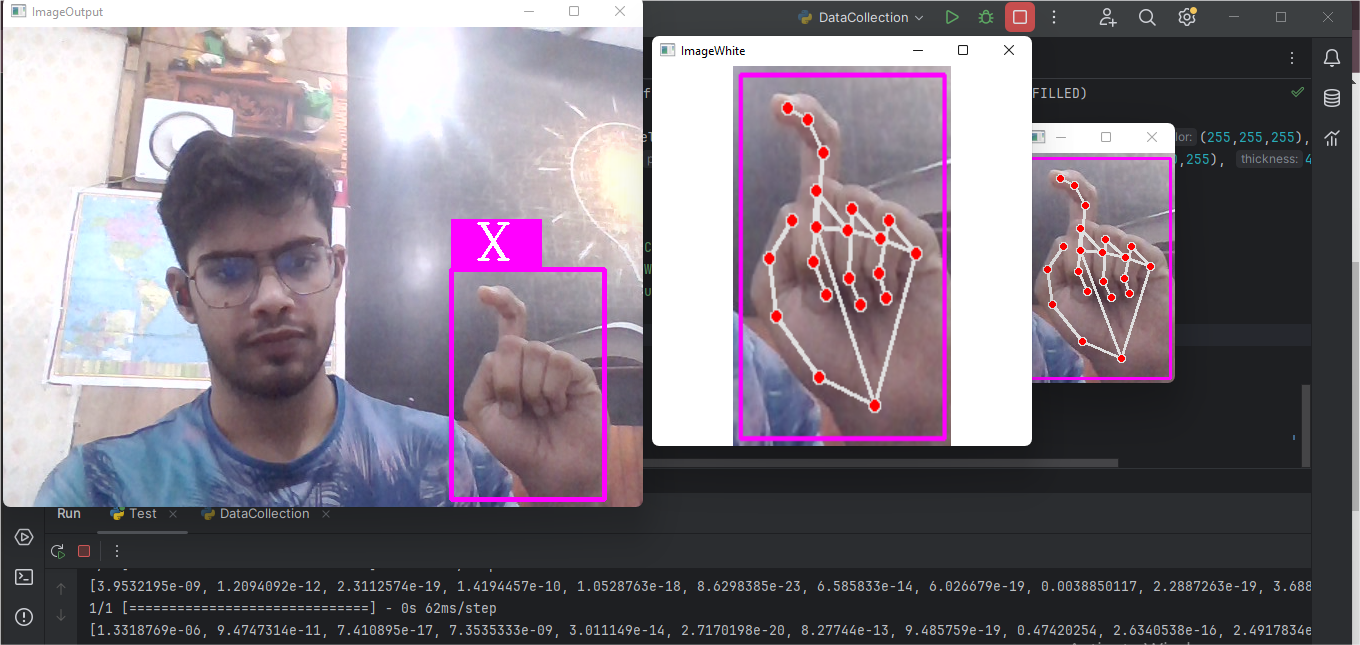 ImageOutput
DataCollection
ImageWhite
FILLED)
lor: (255,255,255),
,255), thickness: 4
X
Run Test DataCollection
[3.9532195e-09, 1.2094092e-12, 2.3112574e-19, 1.4194457e-10, 1.0528763e-18, 8.6298385e-23, 6.585833e-14, 6.026679e-19, 0.0038850117, 2.2887263e-19, 3.688
1/1 [==============================] - 0s 62ms/step
[1.3318769e-06, 9.4747314e-11, 7.410895e-17, 7.3535333e-09, 3.011149e-14, 2.7170198e-20, 8.27744e-13, 9.485759e-19, 0.47420254, 2.6340538e-16, 2.4917834e